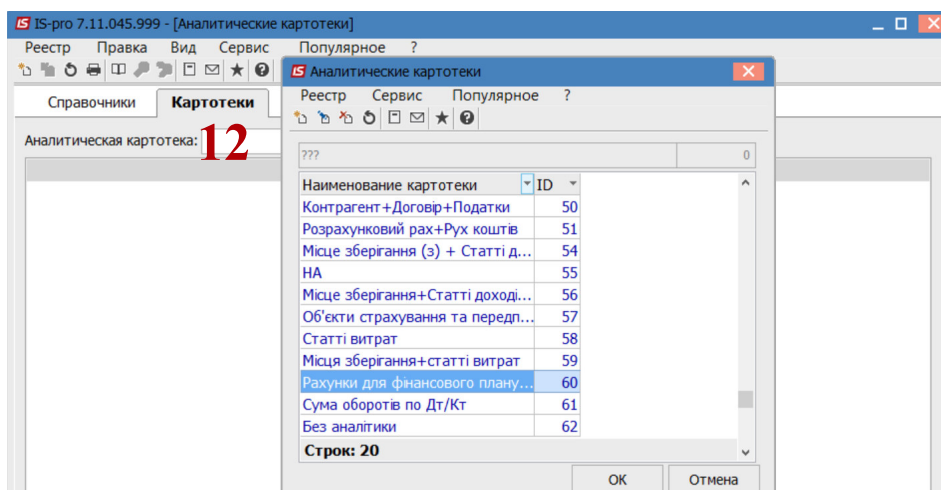 IS-pro 7.11.045.999 - [Аналитические картотеки]
Реестр Правка Вид Сервис Популярное ?
Справочники Картотеки
Аналитическая картотека:
12
Аналитические картотеки
Реестр Сервис Популярное ?
??? 0
Наименование картотеки ID
Контрагент+Договір+Податки 50
Розрахунковий рах+Рух коштів 51
Місце зберігання (з) + Статті д... 54
НА 55
Місце зберігання+Статті доході... 56
Об'єкти страхування та передп... 57
Статті витрат 58
Місця зберігання+статті витрат 59
Рахунки для фінансового плану... 60
Сума оборотів по Дт/Кт 61
Без аналітики 62
Строк: 20
ОК Отмена